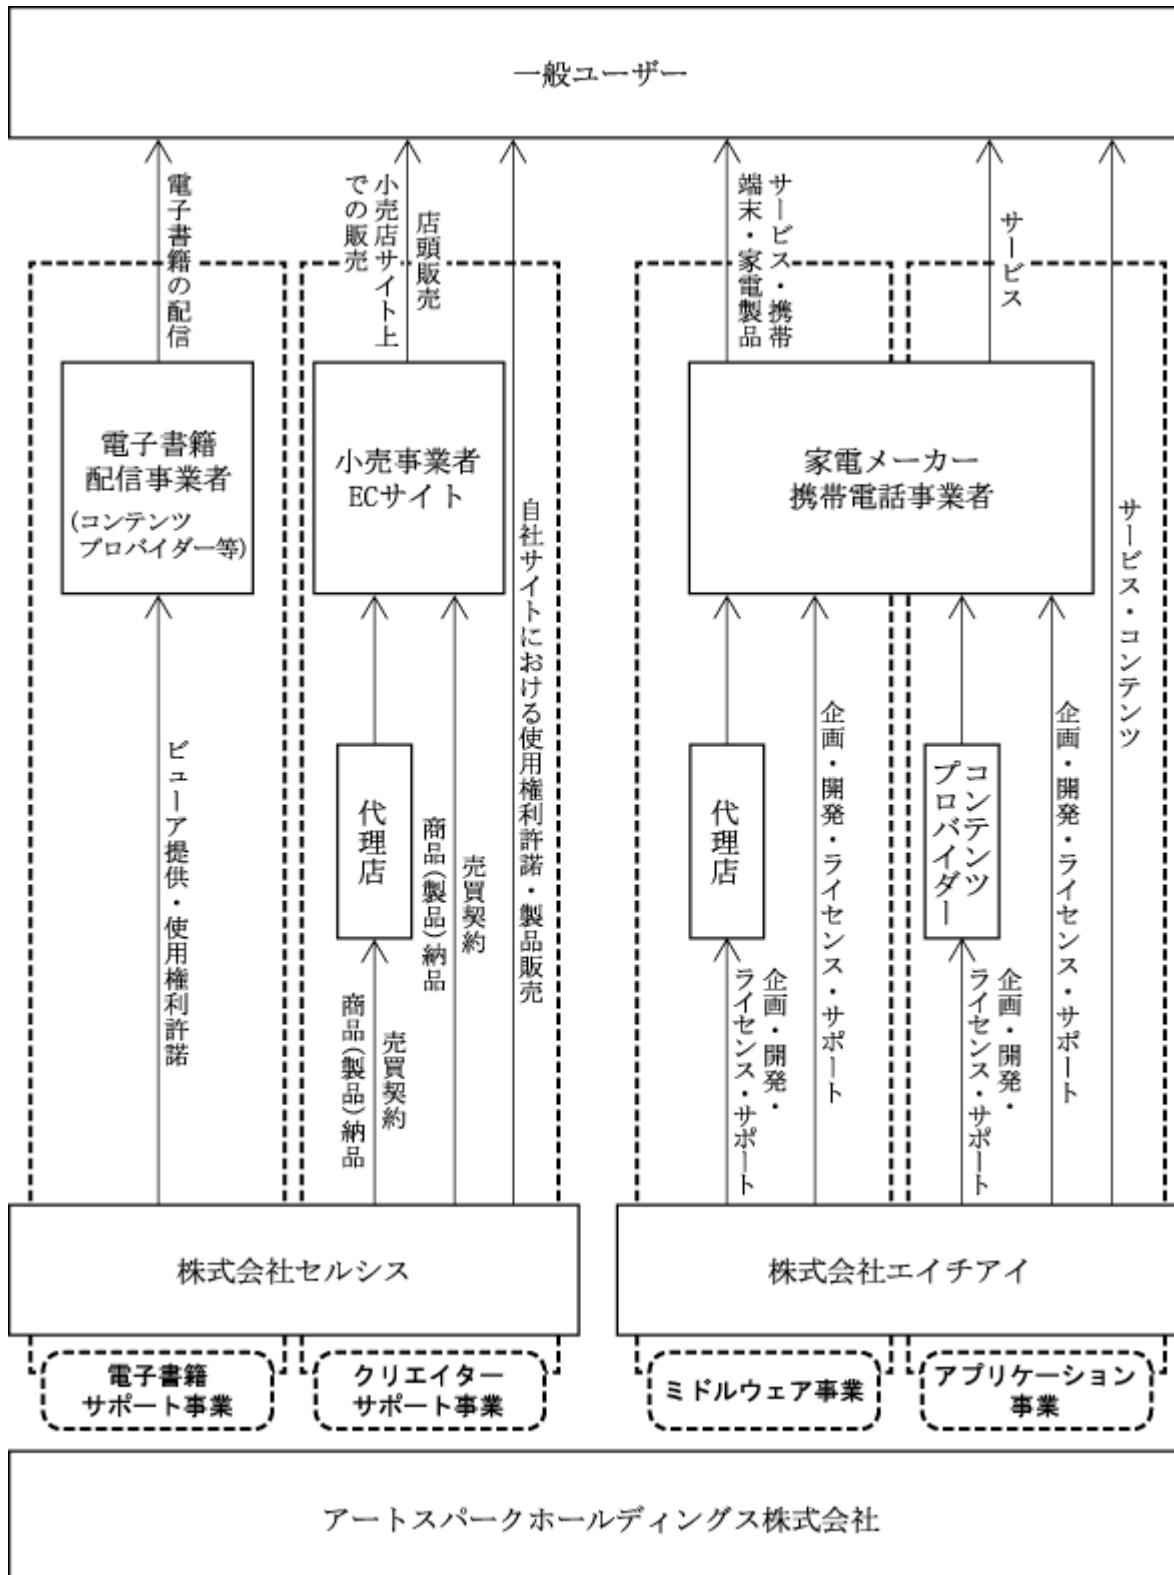 一般ユーザー
電子書籍の配信
小売店サイト上
での販売
店頭販売
サービス・携帯
端末・家電製品
サービス
電子書籍
配信事業者
(コンテンツ
プロバイダー等)
小売事業者
ECサイト
自社サイトにおける使用権利許諾・製品販売
家電メーカー
携帯電話事業者
サービス・コンテンツ
ビューア提供・使用権利許諾
代理店
売買契約
商品(製品)納品
売買契約
商品(製品)納品
代理店
企画・開発・ライセンス・サポート
企画・開発・
ライセンス・サポート
コンテンツ
プロバイダー
企画・開発・ライセンス・サポート
企画・開発・
ライセンス・サポート
株式会社セルシス
株式会社エイチアイ
電子書籍
サポート事業
クリエイター
サポート事業
ミドルウェア事業
アプリケーション
事業
アートスパークホールディングス株式会社